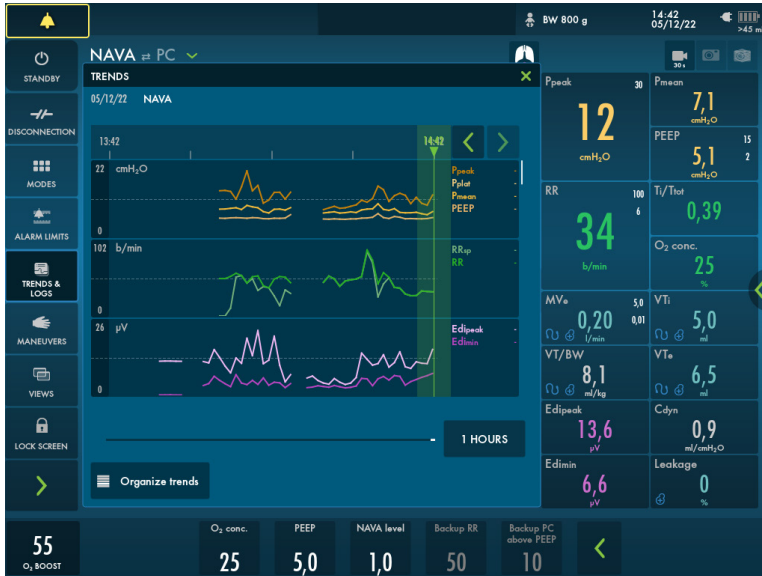 BW 800 g
14:42
05/12/22
>45 m
STANDBY
DISCONNECTION
MODES
ALARM LIMITS
TRENDS &
LOGS
MANEUVERS
VIEWS
LOCK SCREEN
NAVA ⇄ PC
TRENDS
05/12/22 NAVA
13:42 14:42
22 cmH₂O
0
Ppeak -
Pplat -
Pmean -
PEEP -
102 b/min
0
RRsp -
RR -
26 μV
0
Edipeak -
Edimin -
1 HOURS
Organize trends
30 s
Ppeak 30
12
cmH₂O
Pmean
7,1
cmH₂O
PEEP 15
5,1 2
cmH₂O
RR 100
6
34
b/min
Ti/Ttot
0,39
O₂ conc.
25
%
MVe 5,0
0,20 0,01
l/min
VTi
5,0
ml
VT/BW
8,1
ml/kg
VTe
6,5
ml
Edipeak
13,6
μV
Cdyn
0,9
ml/cmH₂O
Edimin
6,6
μV
Leakage
0
%
55
O₂ BOOST
O₂ conc.
25
PEEP
5,0
NAVA level
1,0
Backup RR
50
Backup PC
above PEEP
10